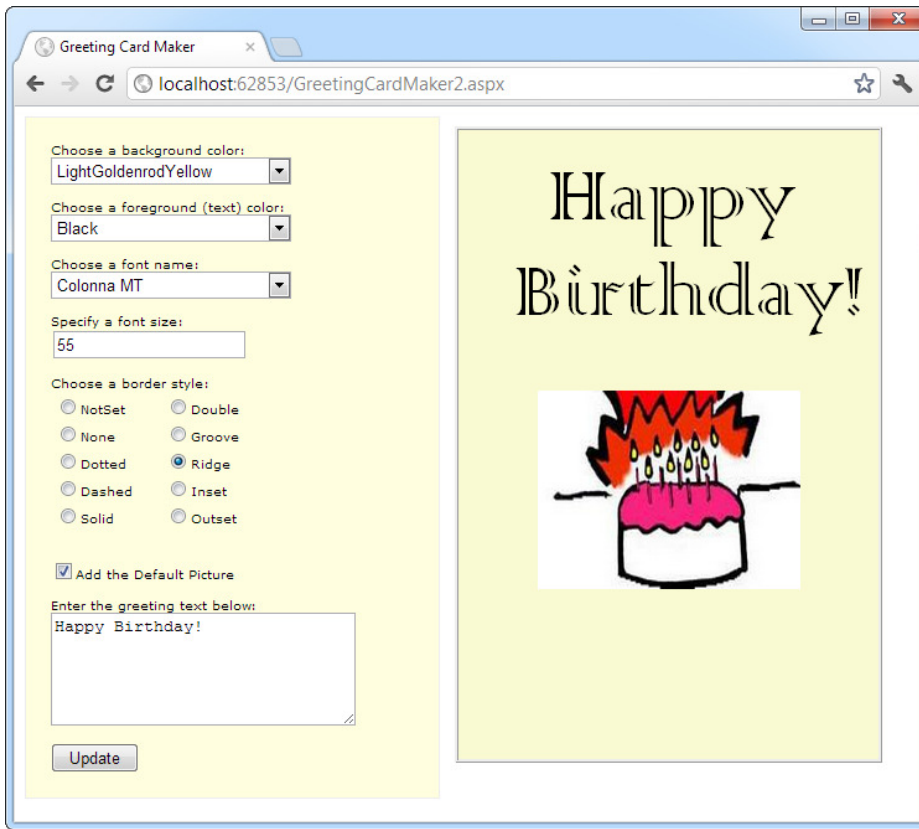 Greeting Card Maker
localhost:62853/GreetingCardMaker2.aspx
Choose a background color:
LightGoldenrodYellow
Choose a foreground (text) color:
Black
Choose a font name:
Colonna MT
Specify a font size:
55
Choose a border style:
NotSet Double
None Groove
Dotted Ridge
Dashed Inset
Solid Outset
Add the Default Picture
Enter the greeting text below:
Happy Birthday!
Update
Happy
Birthday!